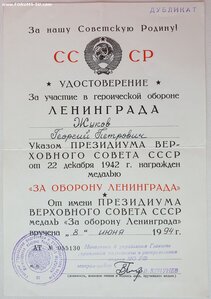 ДУБЛИКАТ
За нашу Советскую Родину!
СС СР
УДОСТОВЕРЕНИЕ
За участие в героической обороне
ЛЕНИНГРАДА
Жуков
Георгий Петрович
Указом ПРЕЗИДИУМА ВЕР-
ХОВНОГО СОВЕТА СССР
от 22 декабря 1942 г. награжден
медалью
«ЗА ОБОРОНУ ЛЕНИНГРАДА»
От имени ПРЕЗИДИУМА
ВЕРХОВНОГО СОВЕТА СССР
медаль «За оборону Ленинграда»
вручена „8" июня 1994 г.
АТ №